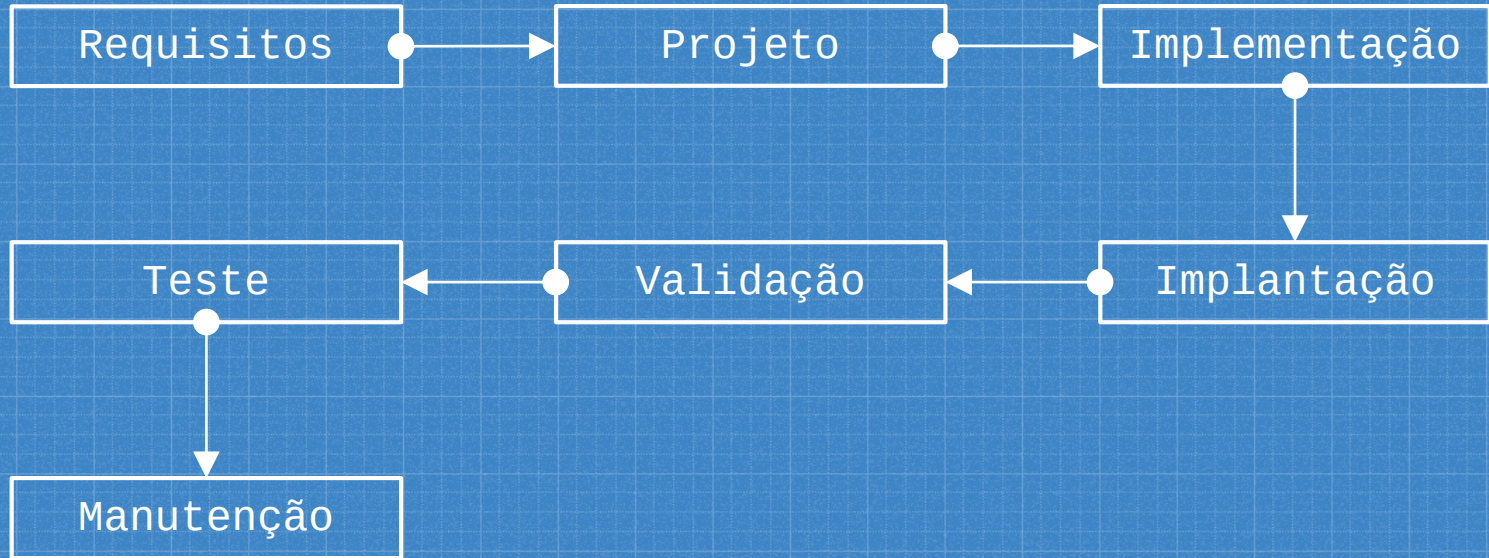 Requisitos
Projeto
Implementação
Implantação
Validação
Teste
Manutenção